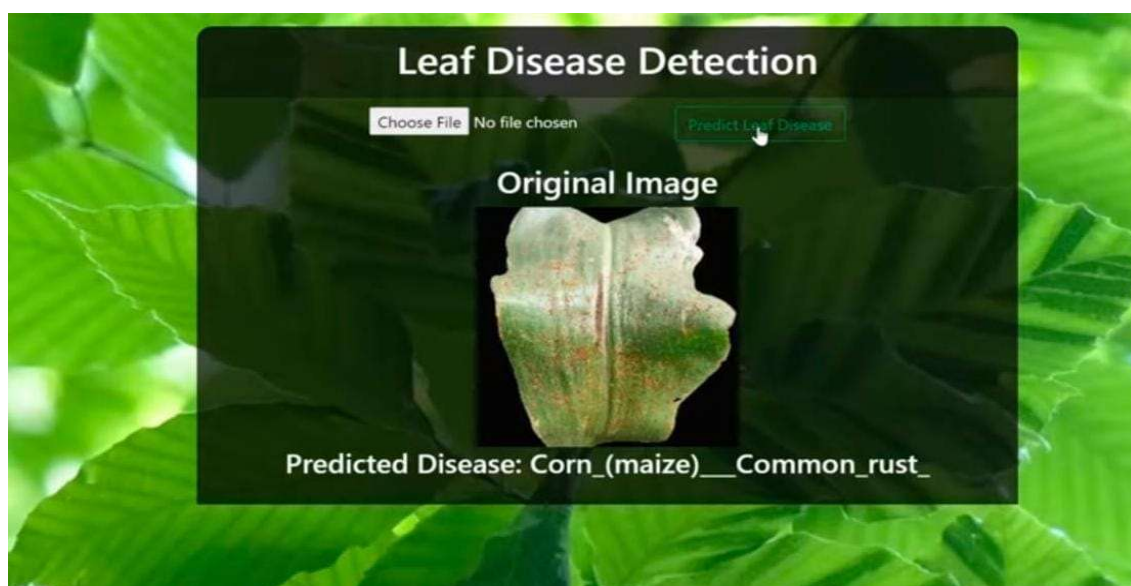 Leaf Disease Detection
Choose File No file chosen Predict Leaf Disease
Original Image
Predicted Disease: Corn_(maize)___Common_rust_